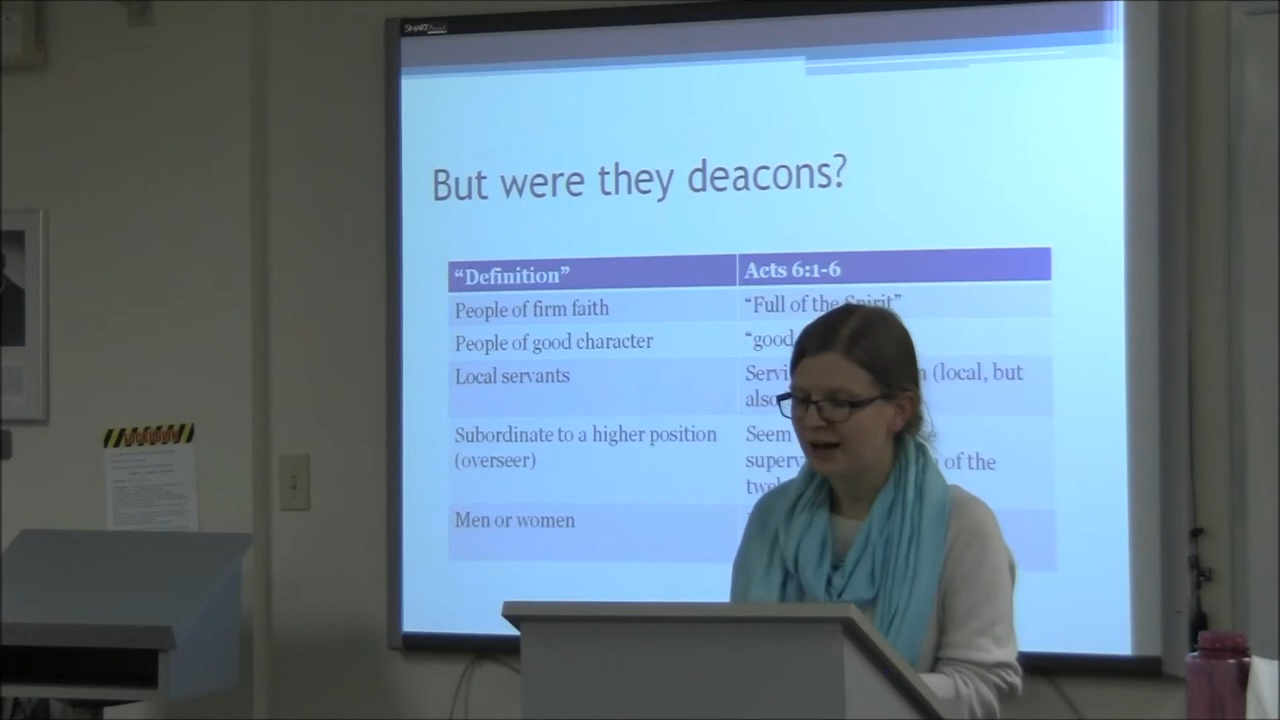 SMART
But were they deacons?
“Definition” Acts 6:1-6
People of firm faith “Full of the Spirit”
People of good character “good
Local servants (local, but
also
Subordinate to a higher position Seem
(overseer) of the
Men or women